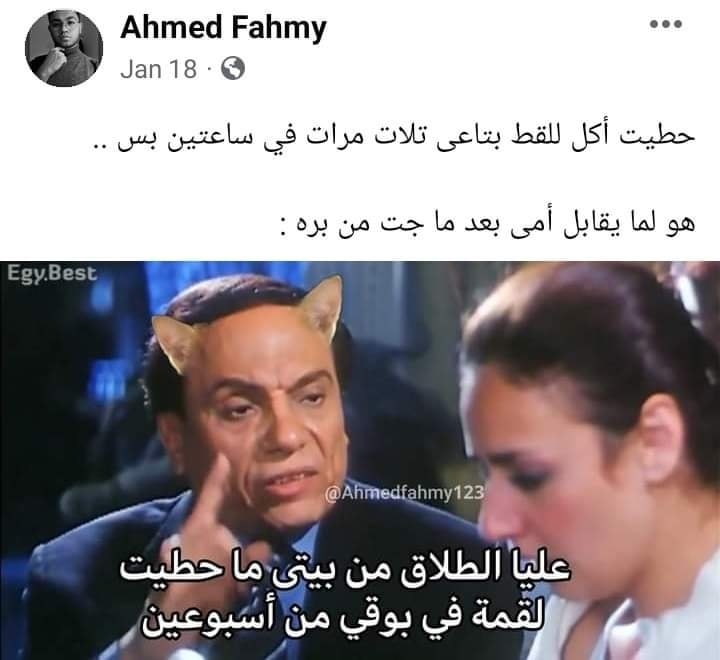 Ahmed Fahmy
Jan 18
حطيت أكل للقط بتاعى تلات مرات في ساعتين بس ..
هو لما يقابل أمى بعد ما جت من بره :
Egy.Best
@Ahmedfahmy123
عليا الطلاق من بيتى ما حطيت
لقمة في بوقي من أسبوعين